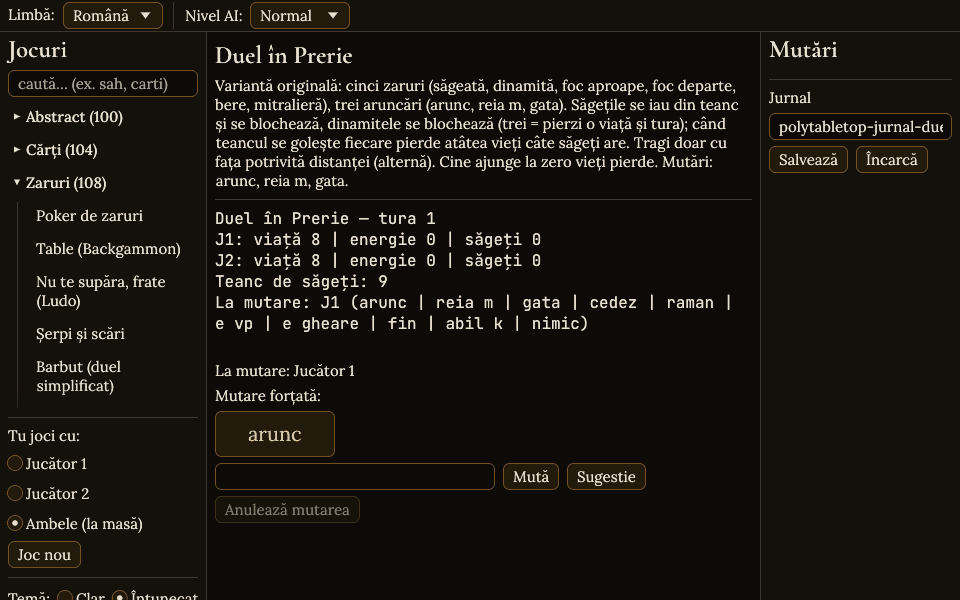 Limbă: Română ▼ Nivel AI: Normal ▼
Jocuri
caută... (ex. sah, carti)
▸ Abstract (100)
▸ Cărți (104)
▾ Zaruri (108)
Poker de zaruri
Table (Backgammon)
Nu te supăra, frate
(Ludo)
Șerpi și scări
Barbut (duel
simplificat)
Tu joci cu:
Jucător 1
Jucător 2
Ambele (la masă)
Joc nou
Temă: Clar Întunecat
Duel în Prerie
Variantă originală: cinci zaruri (săgeată, dinamită, foc aproape, foc departe,
bere, mitralieră), trei aruncări (arunc, reia m, gata). Săgețile se iau din teanc
și se blochează, dinamitele se blochează (trei = pierzi o viață și tura); când
teancul se golește fiecare pierde atâtea vieți câte săgeți are. Tragi doar cu
fața potrivită distanței (alternă). Cine ajunge la zero vieți pierde. Mutări:
arunc, reia m, gata.
Duel în Prerie — tura 1
J1: viață 8 | energie 0 | săgeți 0
J2: viață 8 | energie 0 | săgeți 0
Teanc de săgeți: 9
La mutare: J1 (arunc | reia m | gata | cedez | raman |
e vp | e gheare | fin | abil k | nimic)
La mutare: Jucător 1
Mutare forțată:
arunc
Mută Sugestie
Anulează mutarea
Mutări
Jurnal
polytabletop-jurnal-due
Salvează Încarcă